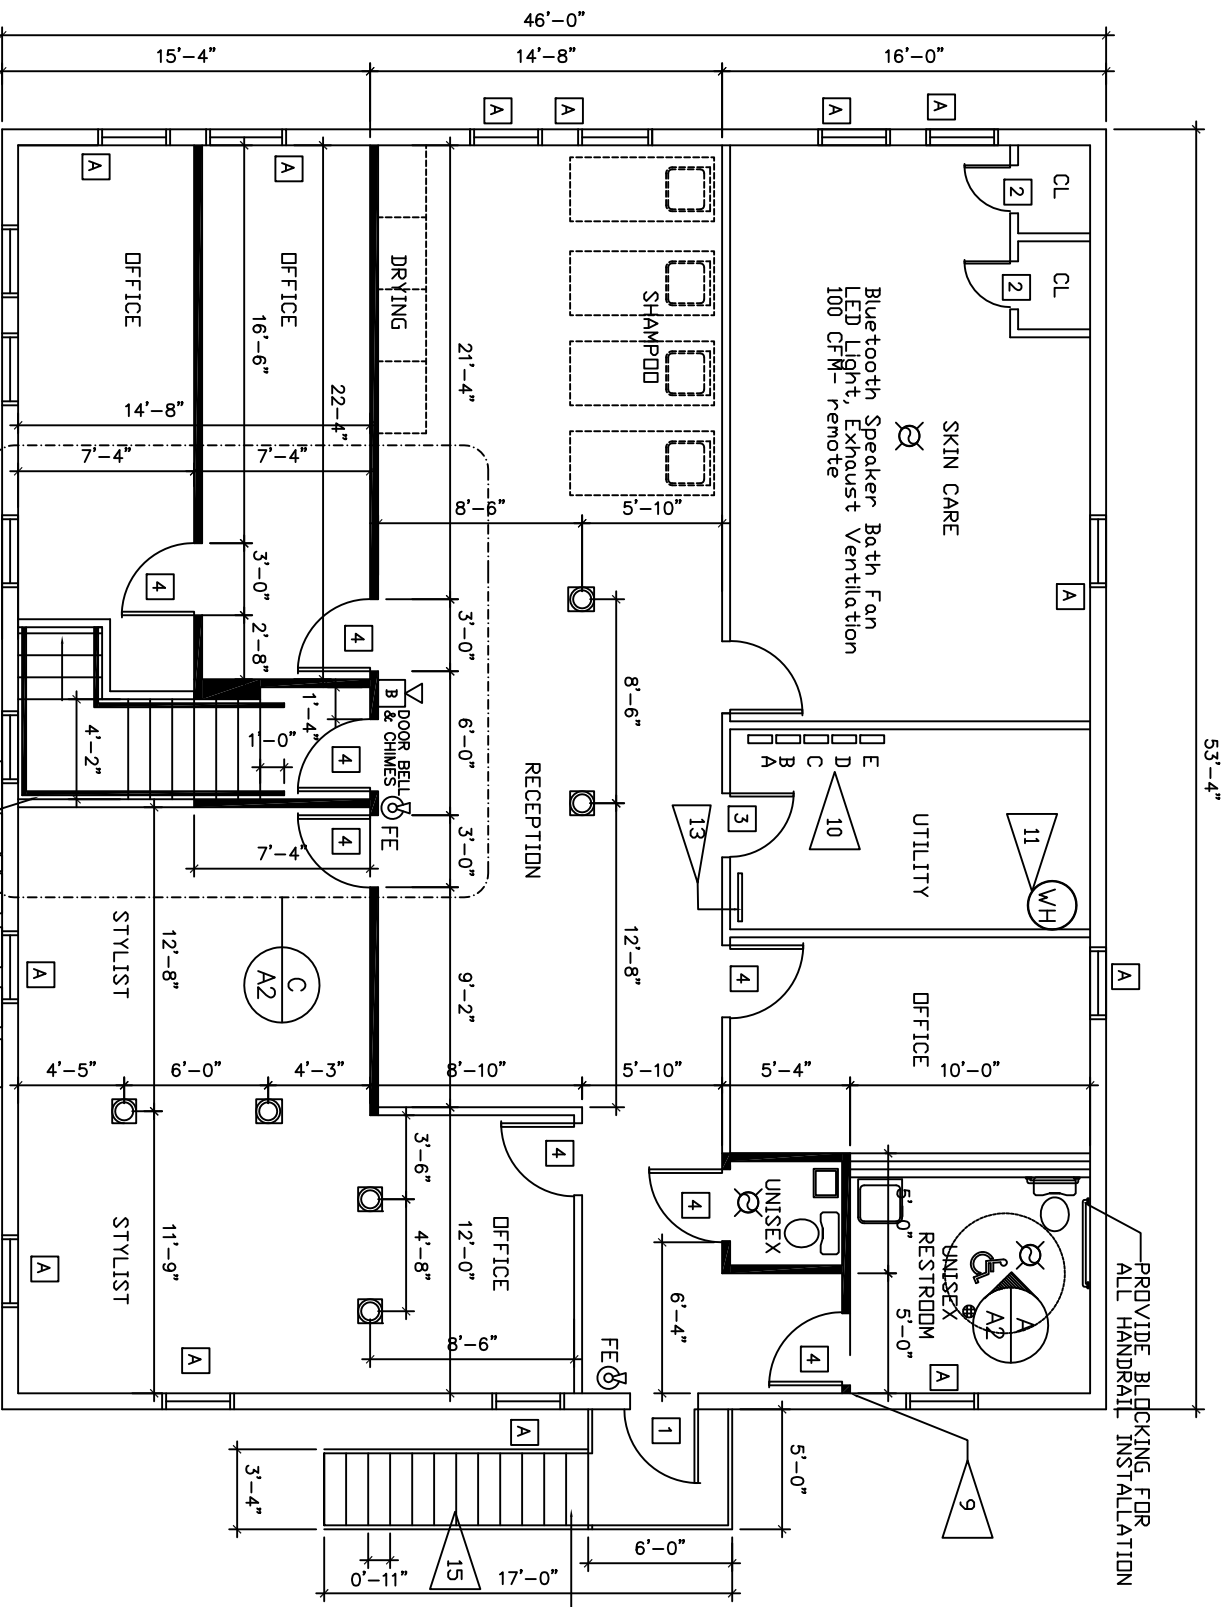 46'-0"
15'-4"
14'-8"
16'-0"
53'-4"
A
A
A
A
A
A
CL
2
CL
2
OFFICE
OFFICE
DRYING
SHAMPOO
Bluetooth Speaker Bath Fan
LED Light, Exhaust Ventilation
100 CFM- remote
SKIN CARE
16'-6"
22'-4"
21'-4"
14'-8"
7'-4"
7'-4"
8'-6"
5'-10"
A
3'-0"
2'-8"
4
4
3'-0"
8'-6"
1'-4"
B
DOOR BELL
& CHIMES
6'-0"
4'-2"
1'-0"
4
FE
3'-0"
4
7'-4"
RECEPTION
A
B
C
D
E
10
13
3
UTILITY
11
WH
STYLIST
12'-8"
C
A2
9'-2"
12'-8"
4
OFFICE
A
A
4'-5"
6'-0"
4'-3"
8'-10"
5'-10"
5'-4"
10'-0"
3'-6"
4
4
UNISEX
5'-0"
UNISEX
RESTROOM
A
A2
PROVIDE BLOCKING FOR
ALL HANDRAIL INSTALLATION
STYLIST
11'-9"
4'-8"
12'-0"
OFFICE
6'-4"
5'-0"
A
A
8'-6"
FE
4
A
A
1
5'-0"
9
3'-4"
0'-11"
15
17'-0"
6'-0"